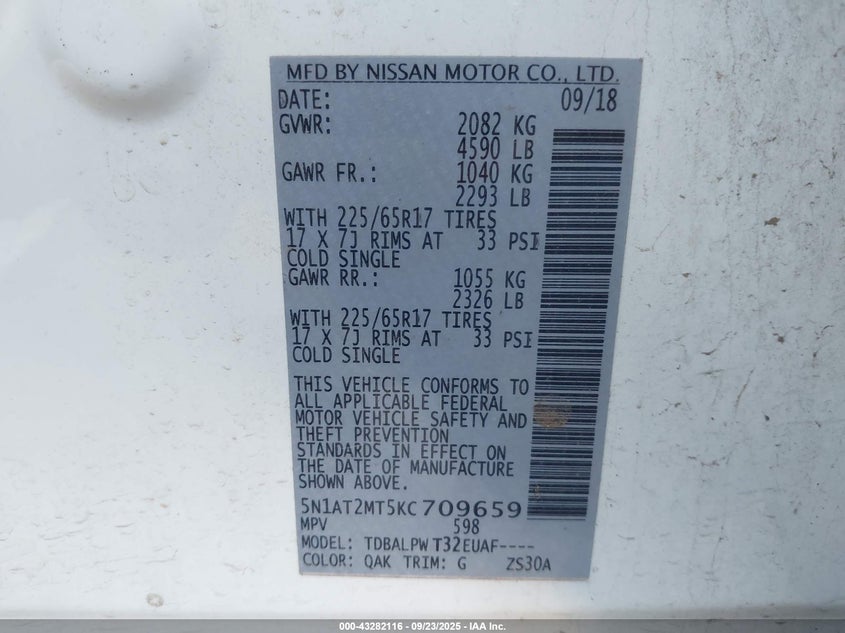 MFD BY NISSAN MOTOR CO., LTD.
DATE: 09/18
GVWR: 2082 KG
4590 LB
GAWR FR.: 1040 KG
2293 LB
WITH 225/65R17 TIRES
17 X 7J RIMS AT 33 PSI
COLD SINGLE
GAWR RR.: 1055 KG
2326 LB
WITH 225/65R17 TIRES
17 X 7J RIMS AT 33 PSI
COLD SINGLE
THIS VEHICLE CONFORMS TO
ALL APPLICABLE FEDERAL
MOTOR VEHICLE SAFETY AND
THEFT PREVENTION
STANDARDS IN EFFECT ON
THE DATE OF MANUFACTURE
SHOWN ABOVE.
5N1AT2MT5KC709659
MPV 598
MODEL: TDBALPW T32EUAF----
COLOR: QAK TRIM: G ZS30A
000-43282116 - 09/23/2025 - IAA Inc.